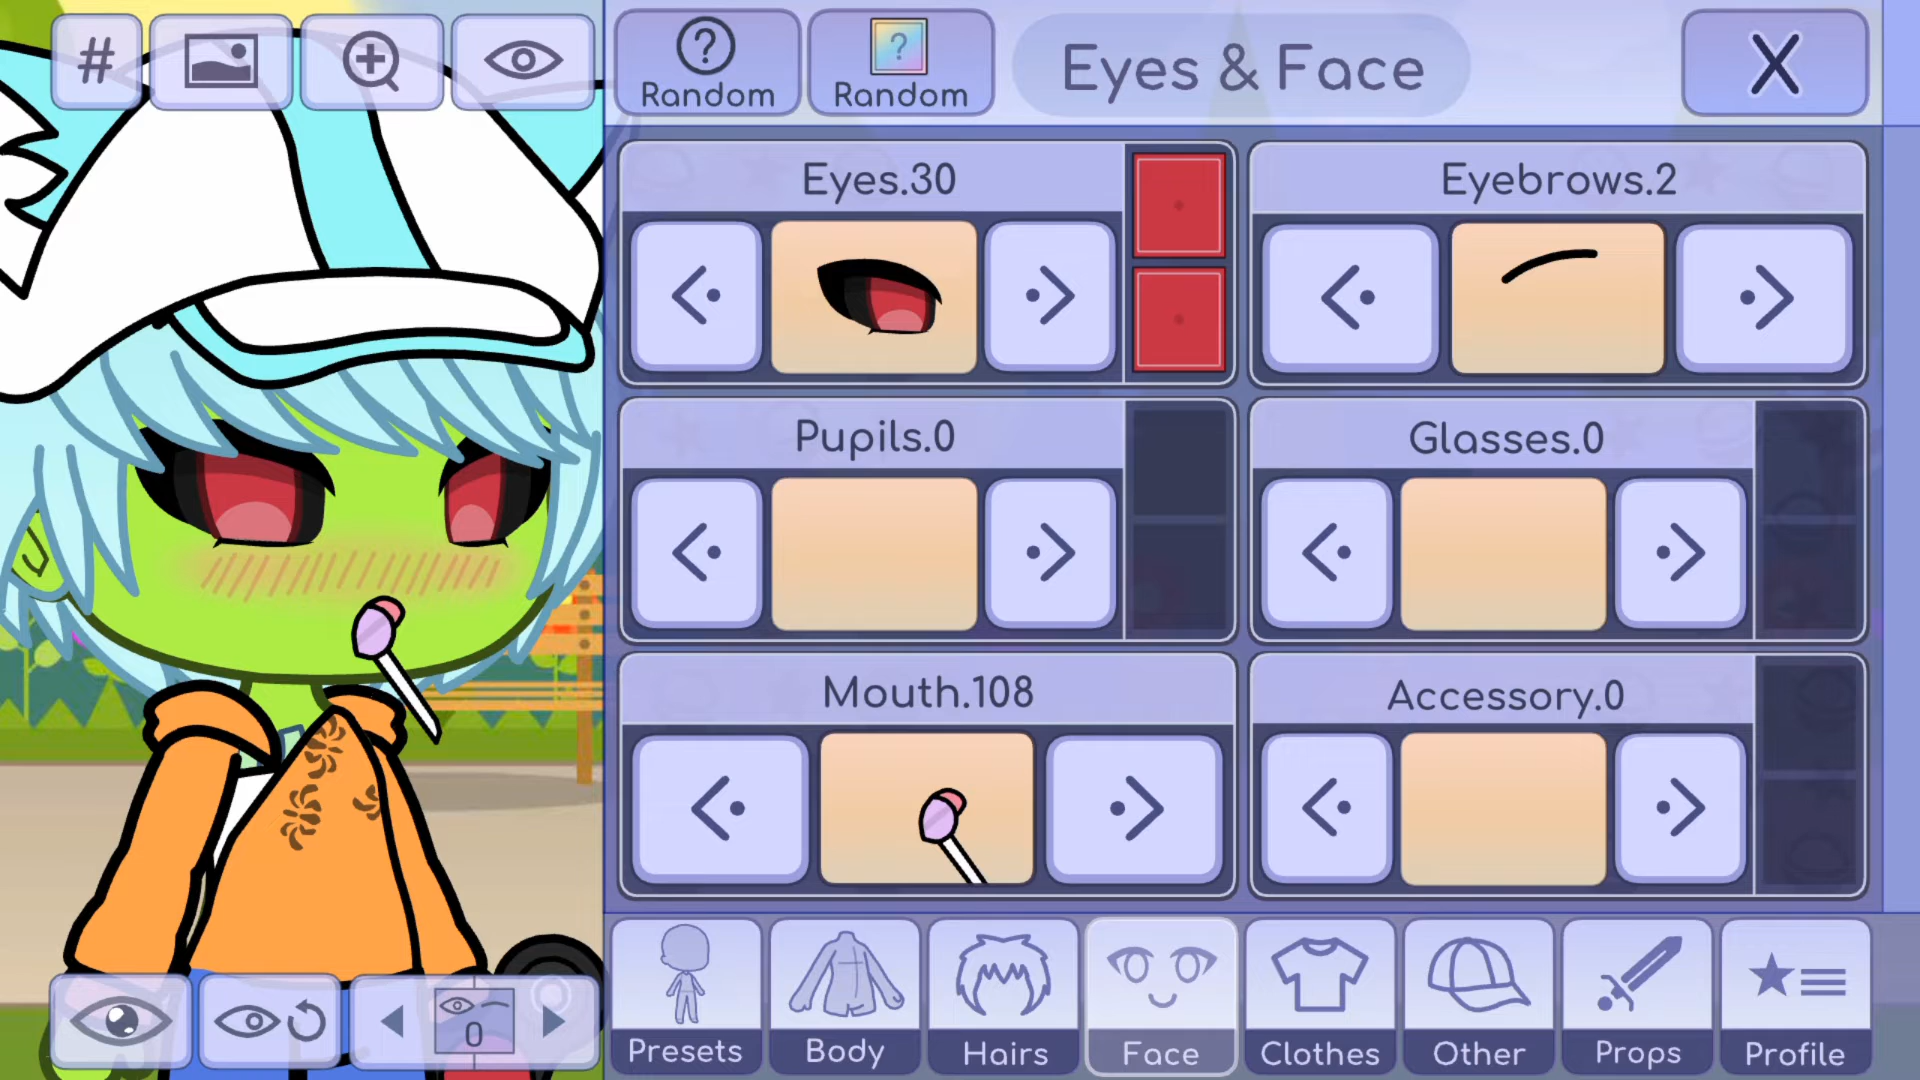 #
? Random
? Random
Eyes & Face
X
Eyes.30
Eyebrows.2
Pupils.0
Glasses.0
Mouth.108
Accessory.0
0
Presets
Body
Hairs
Face
Clothes
Other
Props
Profile